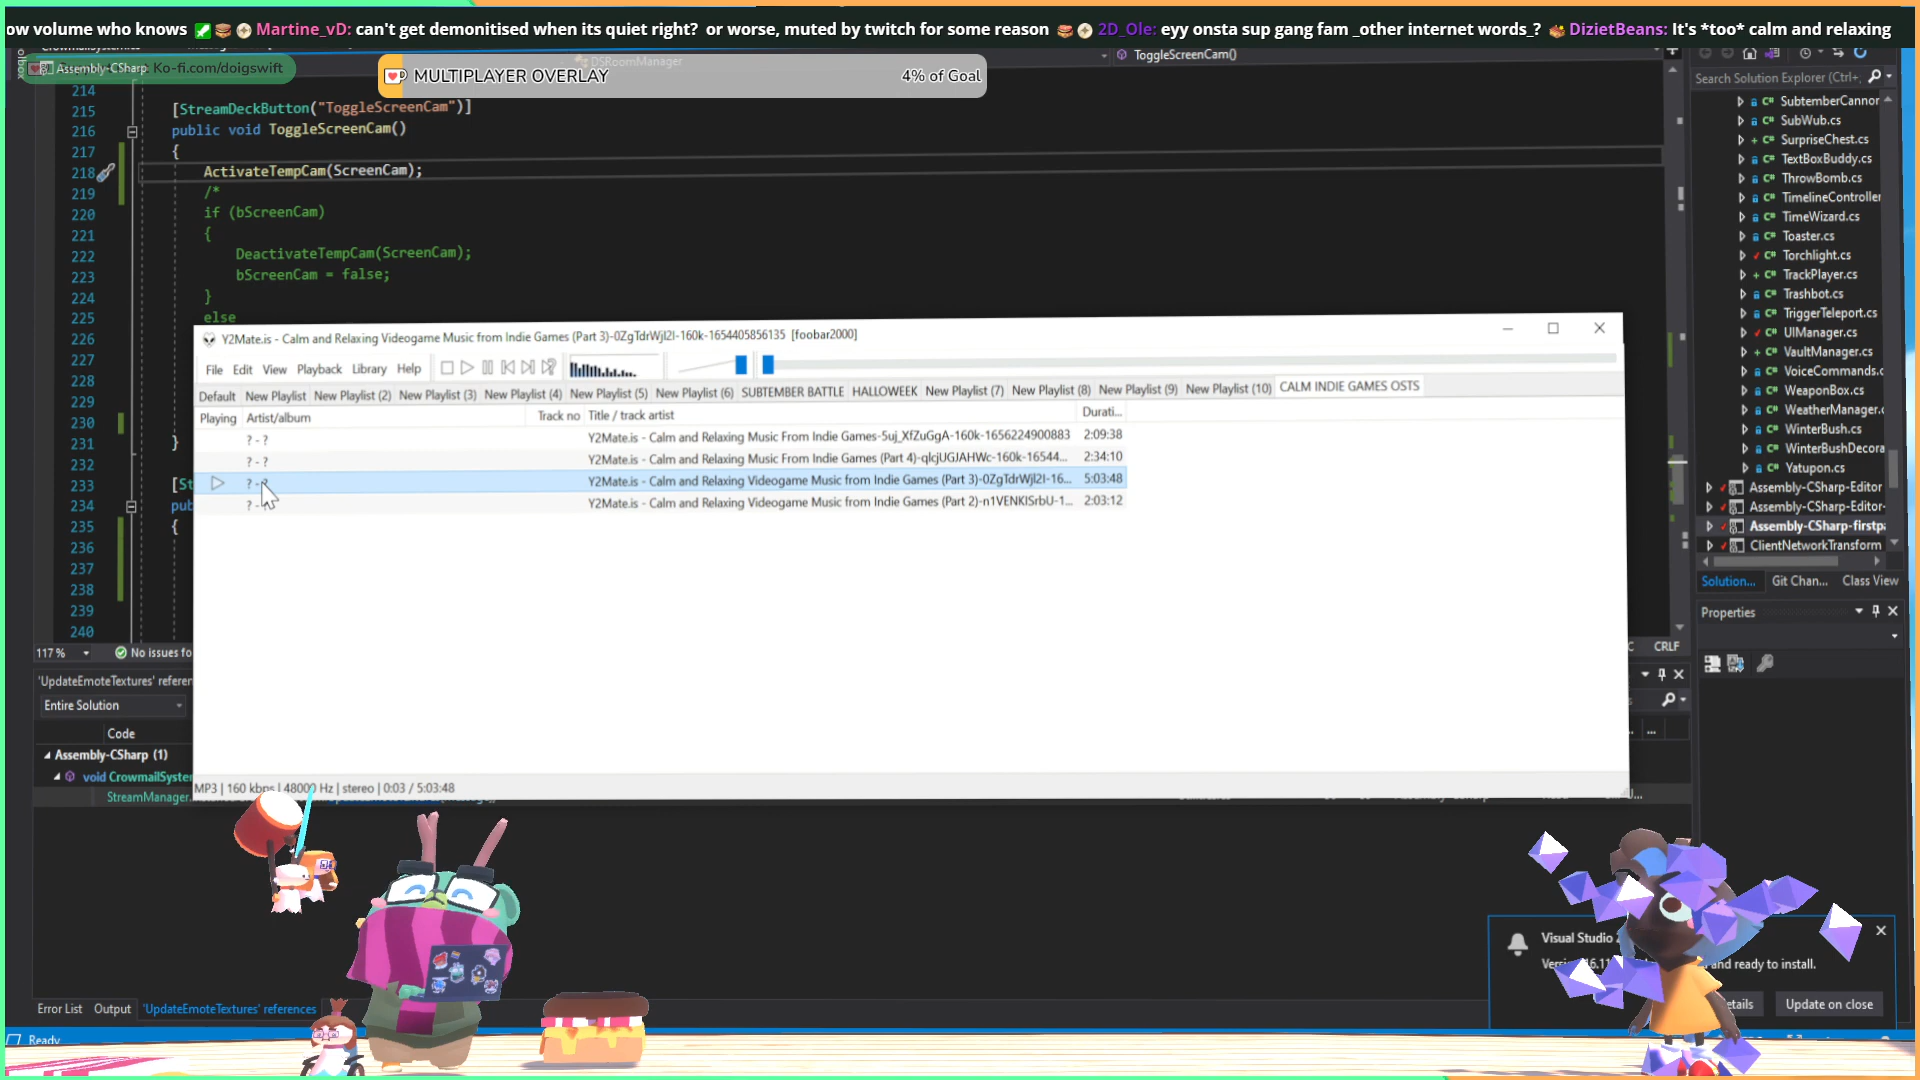 ow volume who knows Martine_vD: can't get demonitised when its quiet right? or worse, muted by twitch for some reason 2D_Ole: eyy onsta sup gang fam _other internet words_? DizietBeans: It's *too* calm and relaxing
Assembly-CSharp Ko-fi.com/doigswift
MULTIPLAYER OVERLAY 4% of Goal
DSRoomManager
ToggleScreenCam()
Search Solution Explorer (Ctrl+
214
215 [StreamDeckButton("ToggleScreenCam")]
216 public void ToggleScreenCam()
217 {
218 ActivateTempCam(ScreenCam);
219 /*
220 if (bScreenCam)
221 {
222 DeactivateTempCam(ScreenCam);
223 bScreenCam = false;
224 }
225 else
226
227
228
229
230
231 }
232
233 [St
234 pub
235 {
236
237
238
239
240
117 % No issues fo
CRLF
Y2Mate.is - Calm and Relaxing Videogame Music from Indie Games (Part 3)-0ZgTdrWjl2I-160k-1654405856135 [foobar2000]
File Edit View Playback Library Help
Default New Playlist New Playlist (2) New Playlist (3) New Playlist (4) New Playlist (5) New Playlist (6) SUBTEMBER BATTLE HALLOWEEK New Playlist (7) New Playlist (8) New Playlist (9) New Playlist (10) CALM INDIE GAMES OSTS
Playing Artist/album Track no Title / track artist Durati...
? - ? Y2Mate.is - Calm and Relaxing Music From Indie Games-5uj_XfZuGgA-160k-1656224900883 2:09:38
? - ? Y2Mate.is - Calm and Relaxing Music From Indie Games (Part 4)-qlcjUGJAHWc-160k-16544... 2:34:10
? - ? Y2Mate.is - Calm and Relaxing Videogame Music from Indie Games (Part 3)-0ZgTdrWjl2I-16... 5:03:48
? - Y2Mate.is - Calm and Relaxing Videogame Music from Indie Games (Part 2)-n1VENKISrbU-1... 2:03:12
MP3 | 160 kbps | 48000 Hz | stereo | 0:03 / 5:03:48
SubtemberCannon
SubWub.cs
SurpriseChest.cs
TextBoxBuddy.cs
ThrowBomb.cs
TimelineController
TimeWizard.cs
Toaster.cs
Torchlight.cs
TrackPlayer.cs
Trashbot.cs
TriggerTeleport.cs
UIManager.cs
VaultManager.cs
VoiceCommands.c
WeaponBox.cs
WeatherManager.c
WinterBush.cs
WinterBushDecora
Yatupon.cs
Assembly-CSharp-Editor
Assembly-CSharp-Editor-
Assembly-CSharp-firstpa
ClientNetworkTransform
Solution... Git Chan... Class View
Properties
'UpdateEmoteTextures' referen
Entire Solution
Code
Assembly-CSharp (1)
void CrowmailSyster
StreamManager.
Error List Output 'UpdateEmoteTextures' references
Ready
Visual Studio 2
and ready to install.
etails Update on close